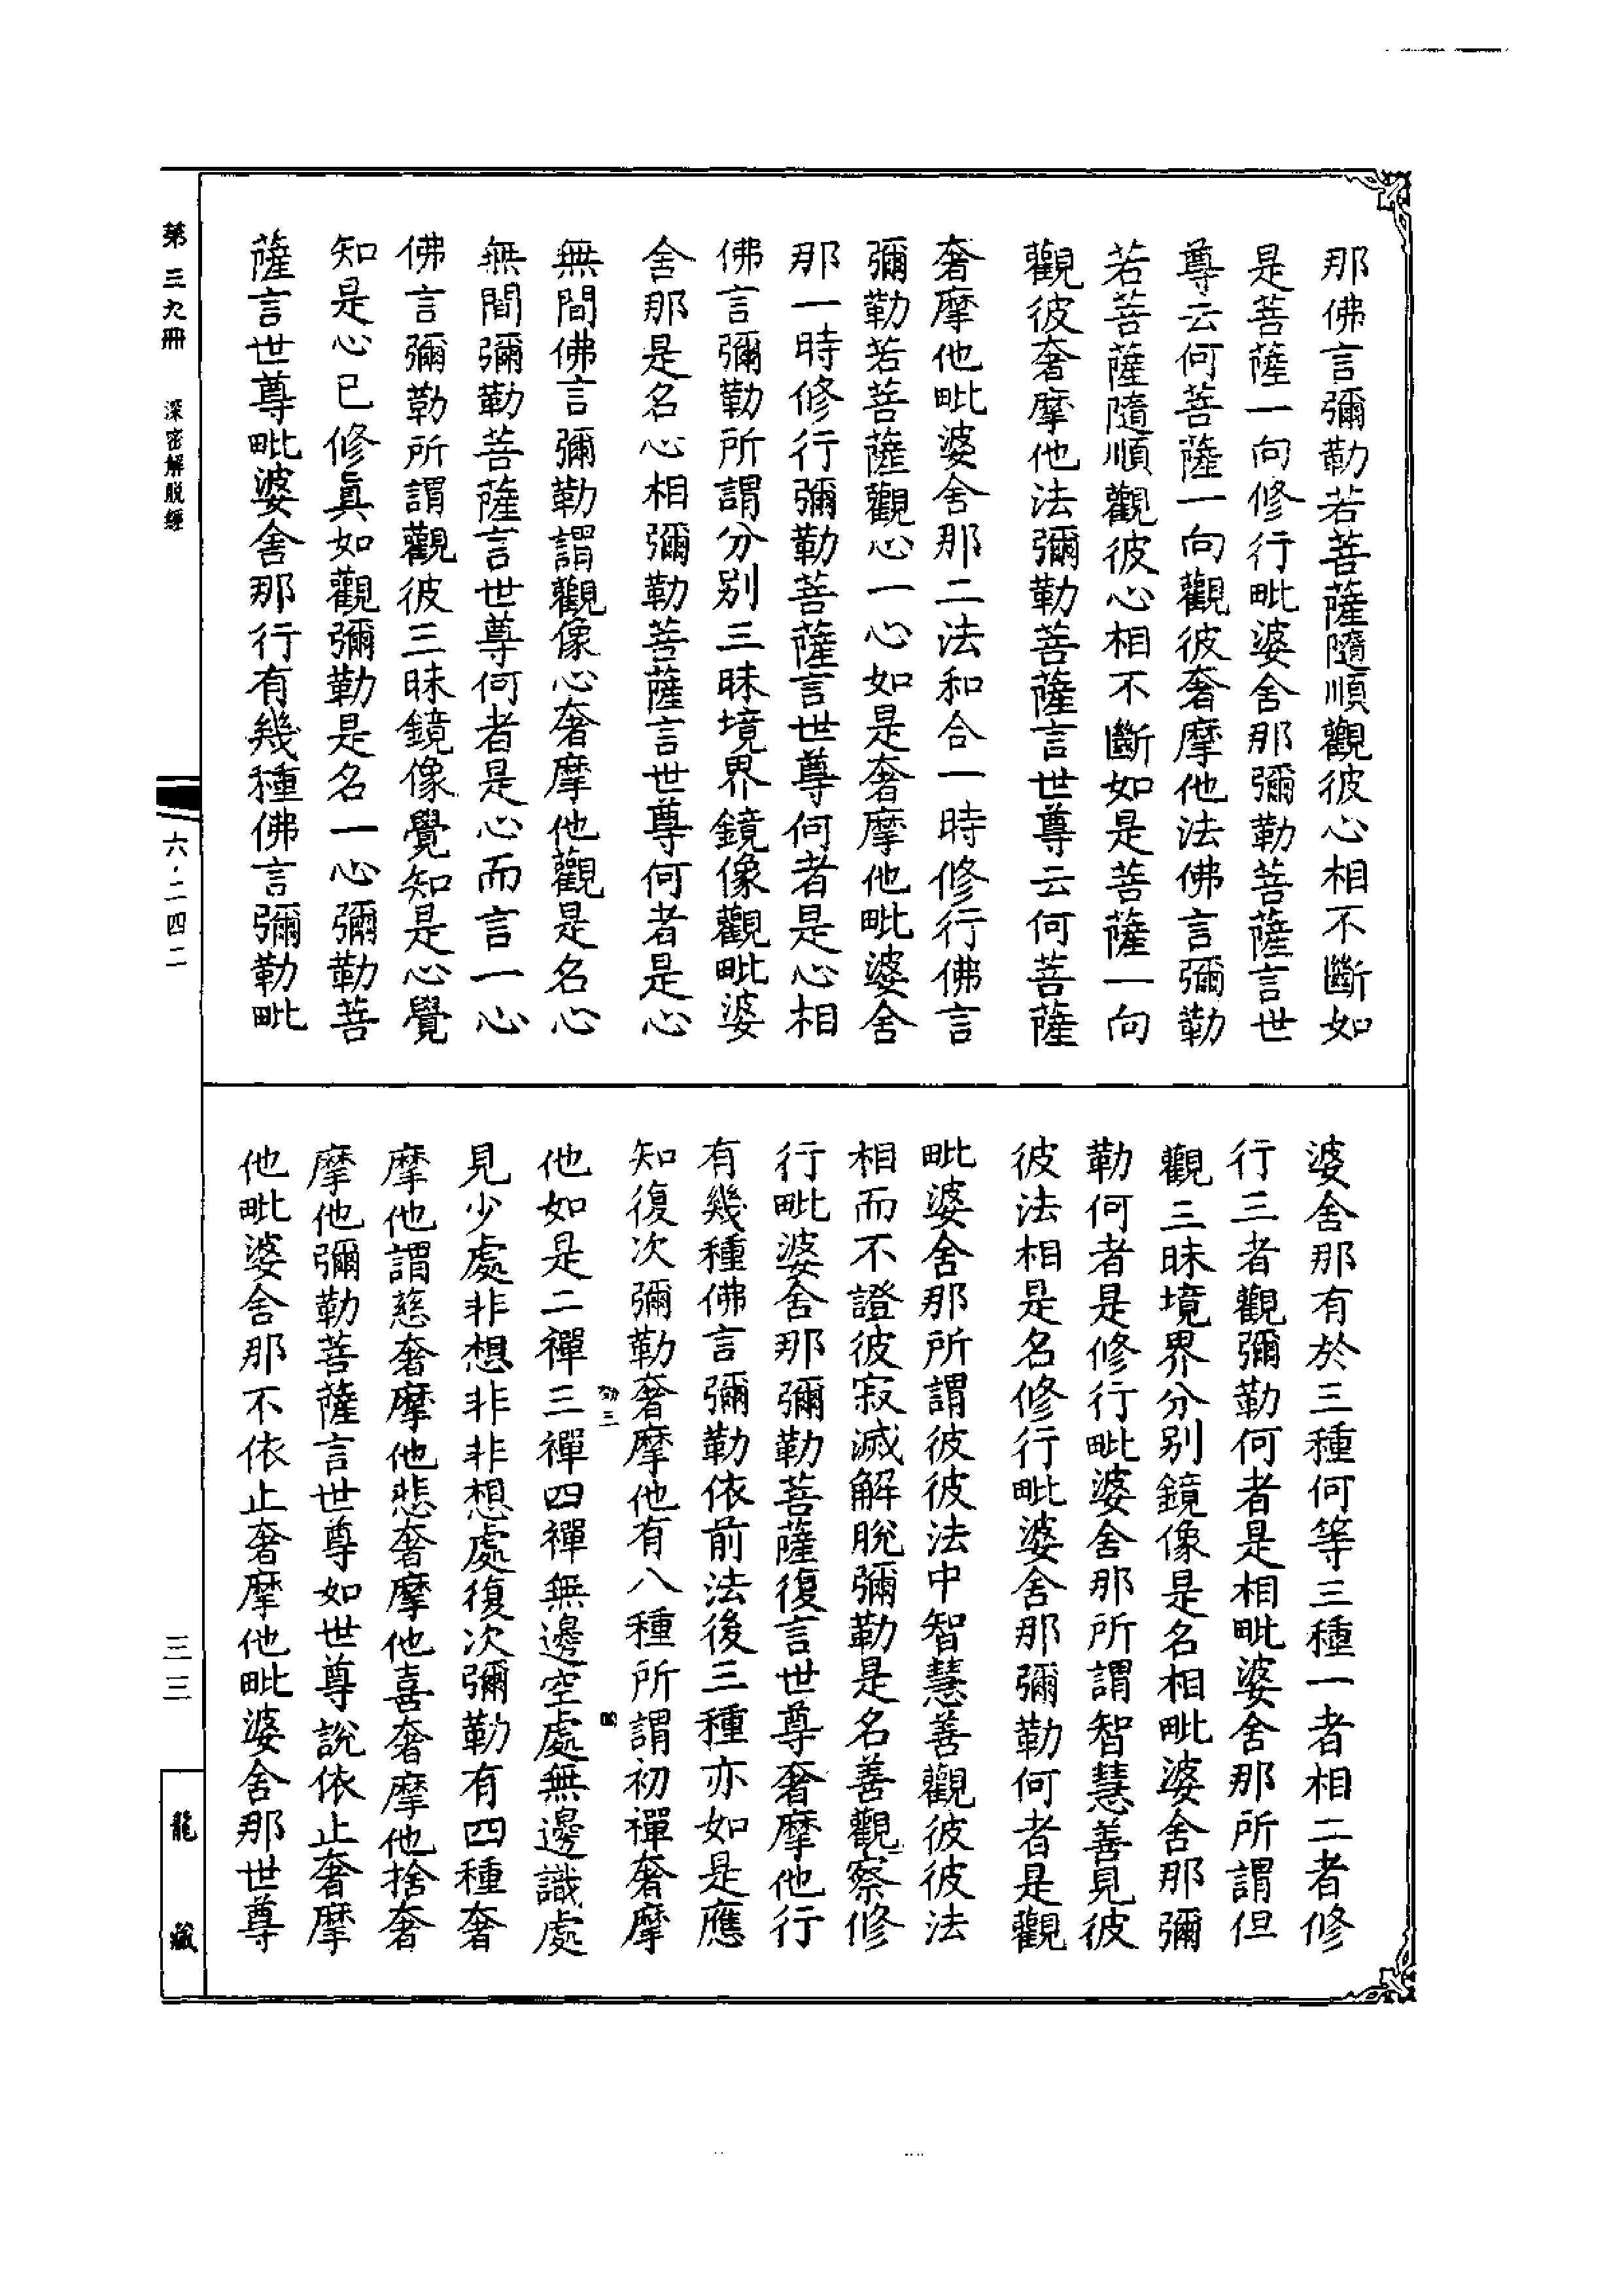 那佛言彌勒若菩薩隨順觀彼心相不斷如
是菩薩一向修行毗婆舍那彌勒菩薩言世
尊云何菩薩一向觀彼奢摩他法佛言彌勒
若菩薩隨順觀彼心相不斷如是菩薩一向
觀彼奢摩他法彌勒菩薩言世尊云何菩薩
奢摩他毗婆舍那二法和合一時修行佛言
彌勒若菩薩觀心一心如是奢摩他毗婆舍
那一時修行彌勒菩薩言世尊何者是心相
佛言彌勒所謂分別三昧境界鏡像觀毗婆
舍那是名心相彌勒菩薩言世尊何者是心
無間佛言彌勒謂觀像心奢摩他觀是名心
無間彌勒菩薩言世尊何者是心而言一心
佛言彌勒所謂觀彼三昧鏡像覺知是心覺
知是心已修真如觀彌勒是名一心彌勒菩
薩言世尊毗婆舍那行有幾種佛言彌勒毗
婆舍那有於三種何等三種一者相二者修
行三者觀彌勒何者是相毗婆舍那所謂但
觀三昧境界分別鏡像是名相毗婆舍那彌
勒何者是修行毗婆舍那所謂智慧善見彼
彼法相是名修行毗婆舍那彌勒何者是觀
毗婆舍那所謂彼彼法中智慧善觀彼彼法
相而不證彼寂滅解脫彌勒是名善觀察修
行毗婆舍那彌勒菩薩復言世尊奢摩他行
有幾種佛言彌勒依前法後三種亦如是應
知復次彌勒奢摩他有八種所謂初禪奢摩
他如是二禪三禪四禪無邊空處無邊識處
見少處非想非非想處復次彌勒有四種奢
摩他謂慈奢摩他悲奢摩他喜奢摩他捨奢
摩他彌勒菩薩言世尊如世尊說依止奢摩
他毗婆舍那不依止奢摩他毗婆舍那世尊
第三九冊
深密解脫經
六·二四二
三三
龍藏